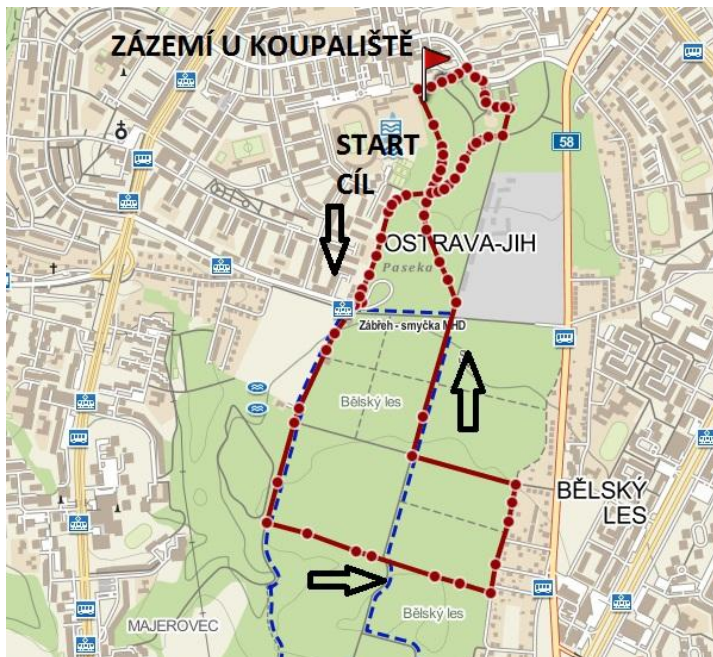 ZÁZEMÍ U KOUPALIŠTĚ
START
CÍL
58
OSTRAVA-JIH
Paseka
Zábřeh - smyčka MHD
Bělský les
BĚLSKÝ
LES
Bělský les
MAJEROVEC